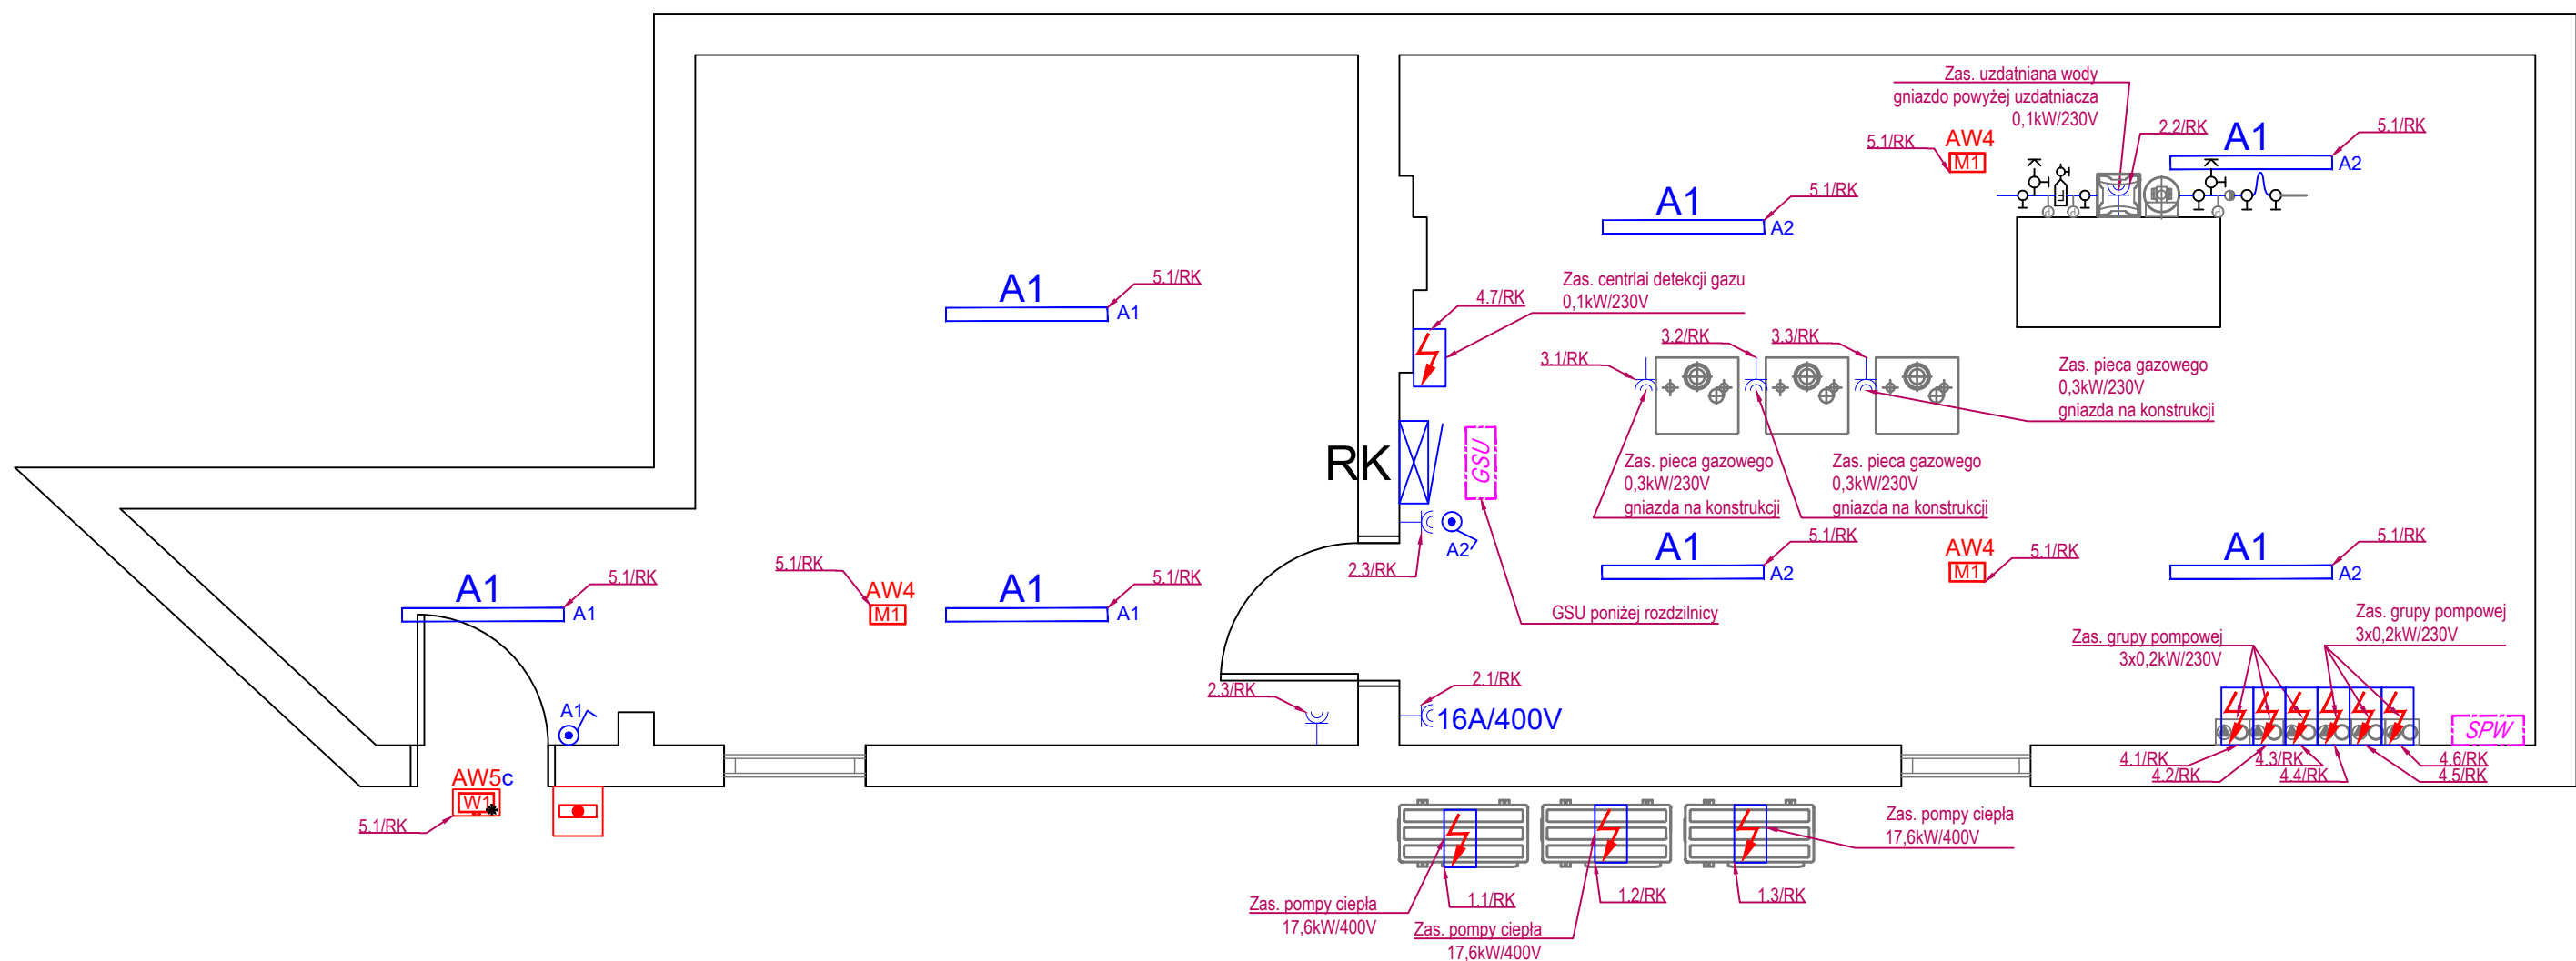 Zas. uzdatniana wody
gniazdo powyżej uzdatniacza
0,1kW/230V
2.2/RK
A1
5.1/RK
A2
5.1/RK
AW4
M1
A1
5.1/RK
A2
A1
5.1/RK
A1
4.7/RK
Zas. centrlai detekcji gazu
0,1kW/230V
3.1/RK
3.2/RK
3.3/RK
Zas. pieca gazowego
0,3kW/230V
gniazda na konstrukcji
RK
GSU
Zas. pieca gazowego
0,3kW/230V
gniazda na konstrukcji
Zas. pieca gazowego
0,3kW/230V
gniazda na konstrukcji
A2
2.3/RK
GSU poniżej rozdzilnicy
A1
5.1/RK
A2
AW4
M1
5.1/RK
A1
5.1/RK
A2
A1
5.1/RK
A1
5.1/RK
AW4
M1
A1
5.1/RK
A1
Zas. grupy pompowej
3x0,2kW/230V
Zas. grupy pompowej
3x0,2kW/230V
2.3/RK
2.1/RK
16A/400V
A1
SPW
4.1/RK
4.2/RK
4.3/RK
4.4/RK
4.6/RK
4.5/RK
AW5c
W1
5.1/RK
Zas. pompy ciepła
17,6kW/400V
1.1/RK
1.2/RK
1.3/RK
Zas. pompy ciepła
17,6kW/400V
Zas. pompy ciepła
17,6kW/400V